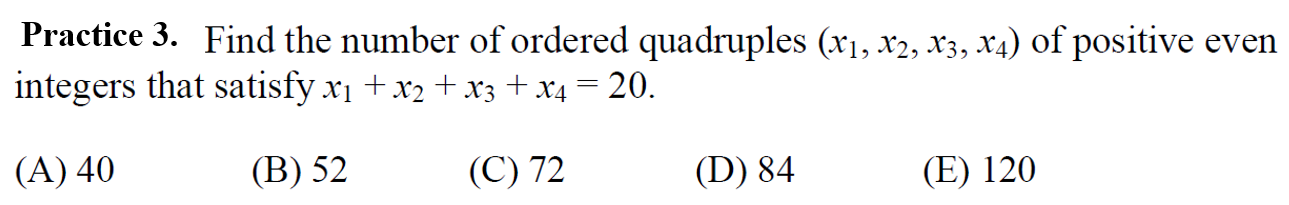 Practice 3. Find the number of ordered quadruples (x₁, x₂, x₃, x₄) of positive even
integers that satisfy x₁ + x₂ + x₃ + x₄ = 20.
(A) 40 (B) 52 (C) 72 (D) 84 (E) 120